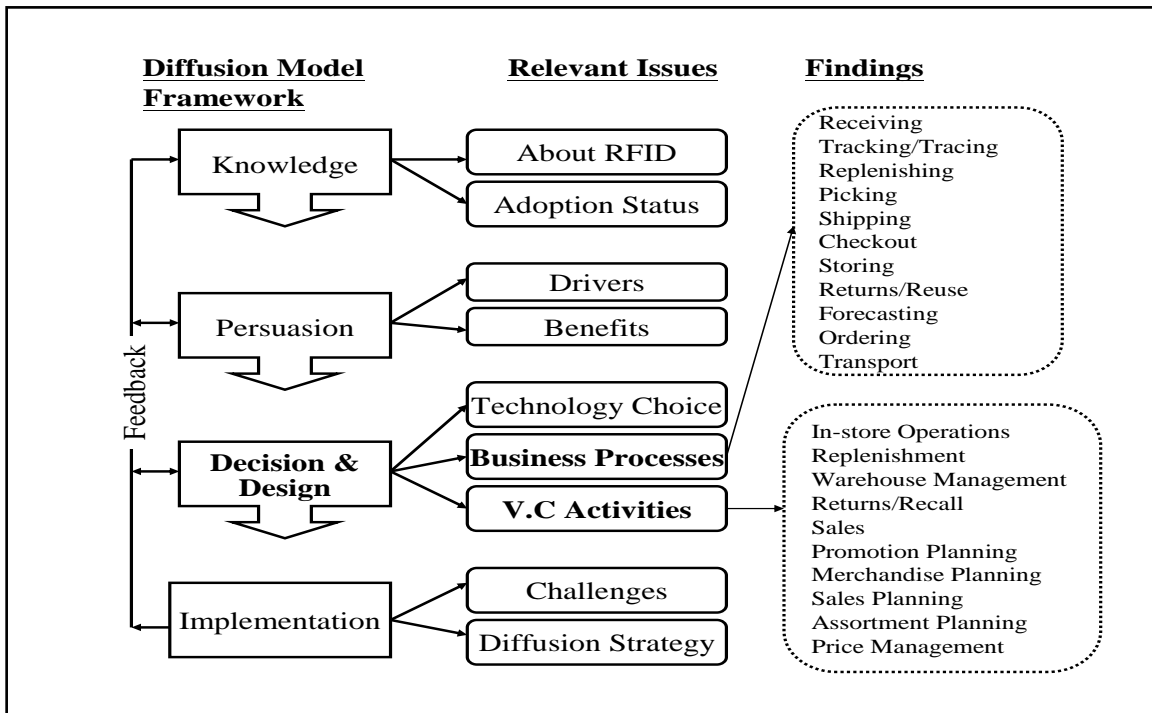 Diffusion Model
Framework
Relevant Issues
Findings
Knowledge
About RFID
Adoption Status
Persuasion
Drivers
Benefits
Decision &
Design
Technology Choice
Business Processes
V.C Activities
Implementation
Challenges
Diffusion Strategy
Feedback
Receiving
Tracking/Tracing
Replenishing
Picking
Shipping
Checkout
Storing
Returns/Reuse
Forecasting
Ordering
Transport
In-store Operations
Replenishment
Warehouse Management
Returns/Recall
Sales
Promotion Planning
Merchandise Planning
Sales Planning
Assortment Planning
Price Management